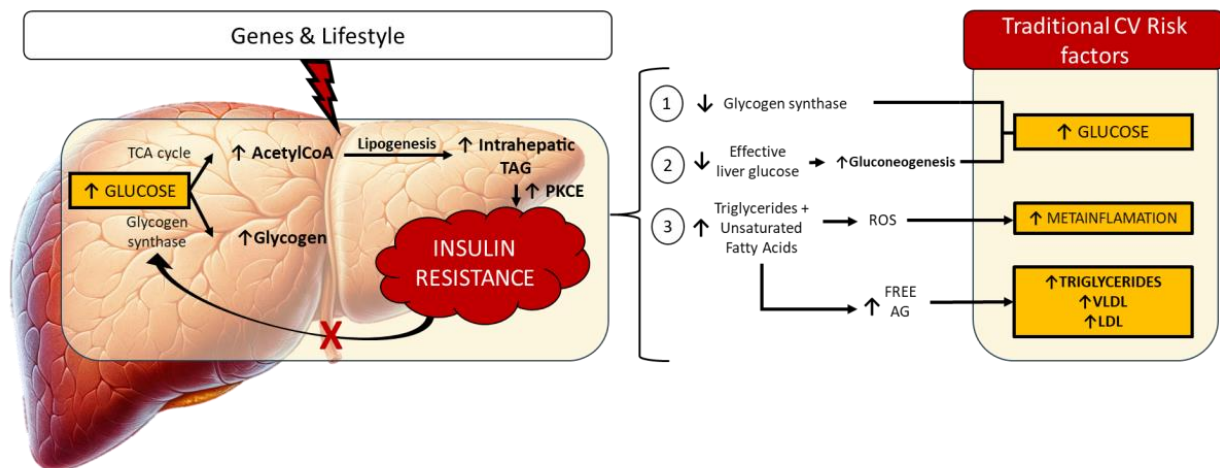 Genes & Lifestyle
TCA cycle
↑ GLUCOSE
Glycogen
synthase
↑ AcetylCoA
Lipogenesis
↑ Intrahepatic
TAG
↑ PKCE
↑Glycogen
INSULIN
RESISTANCE
X
1
↓ Glycogen synthase
2
↓ Effective
liver glucose
↑Gluconeogenesis
3
↑ Triglycerides +
Unsaturated
Fatty Acids
ROS
↑ FREE
AG
Traditional CV Risk
factors
↑ GLUCOSE
↑ METAINFLAMATION
↑TRIGLYCERIDES
↑VLDL
↑LDL